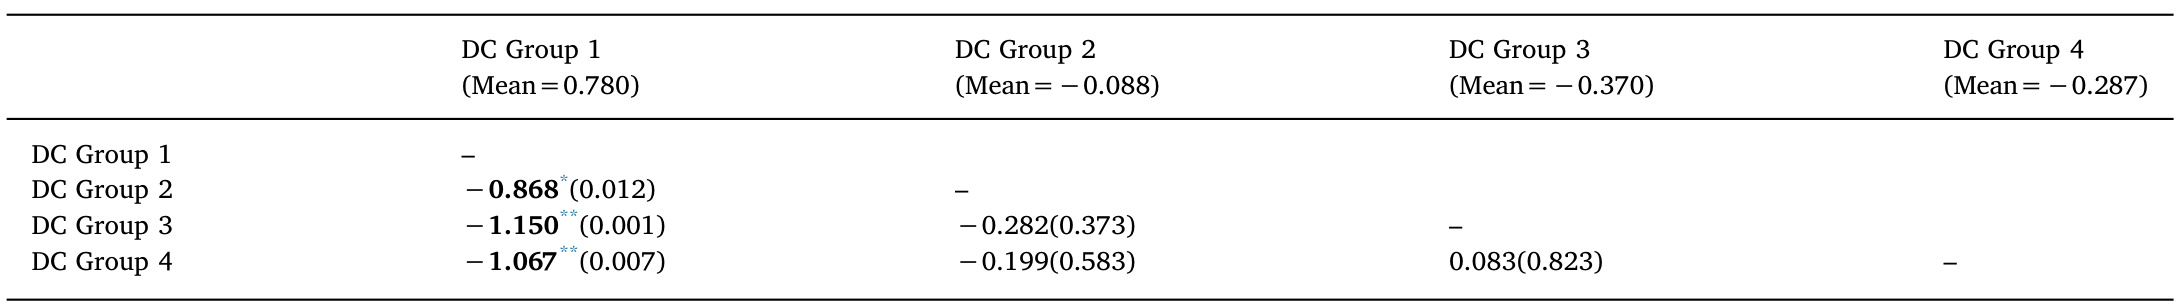 DC Group 1 DC Group 2 DC Group 3 DC Group 4
(Mean=0.780) (Mean=−0.088) (Mean=−0.370) (Mean=−0.287)
DC Group 1 –
DC Group 2 −0.868*(0.012) –
DC Group 3 −1.150**(0.001) −0.282(0.373) –
DC Group 4 −1.067**(0.007) −0.199(0.583) 0.083(0.823) –